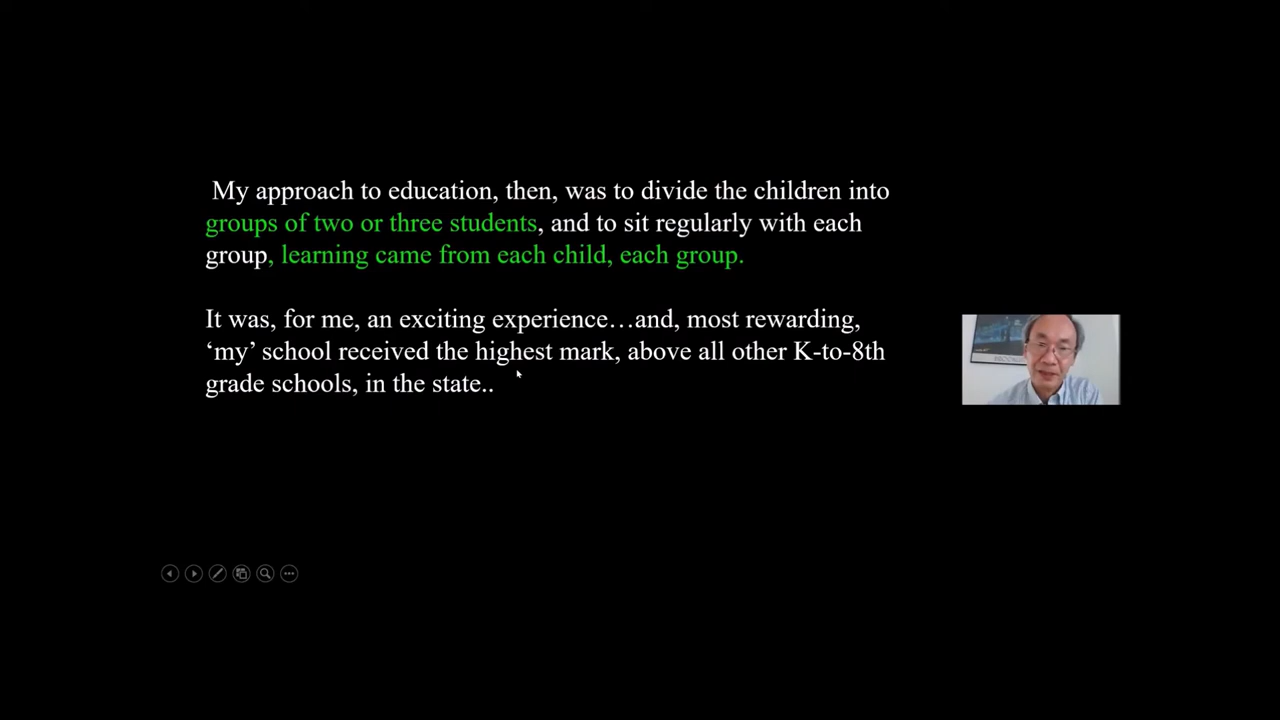 My approach to education, then, was to divide the children into
groups of two or three students, and to sit regularly with each
group, learning came from each child, each group.
It was, for me, an exciting experience…and, most rewarding,
‘my’ school received the highest mark, above all other K-to-8th
grade schools, in the state..